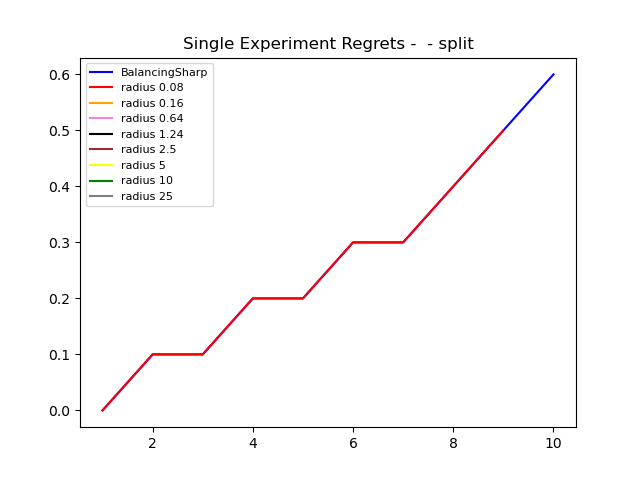 Single Experiment Regrets -  - split
BalancingSharp
radius 0.08
radius 0.16
radius 0.64
radius 1.24
radius 2.5
radius 5
radius 10
radius 25
0.6
0.5
0.4
0.3
0.2
0.1
0.0
2 4 6 8 10